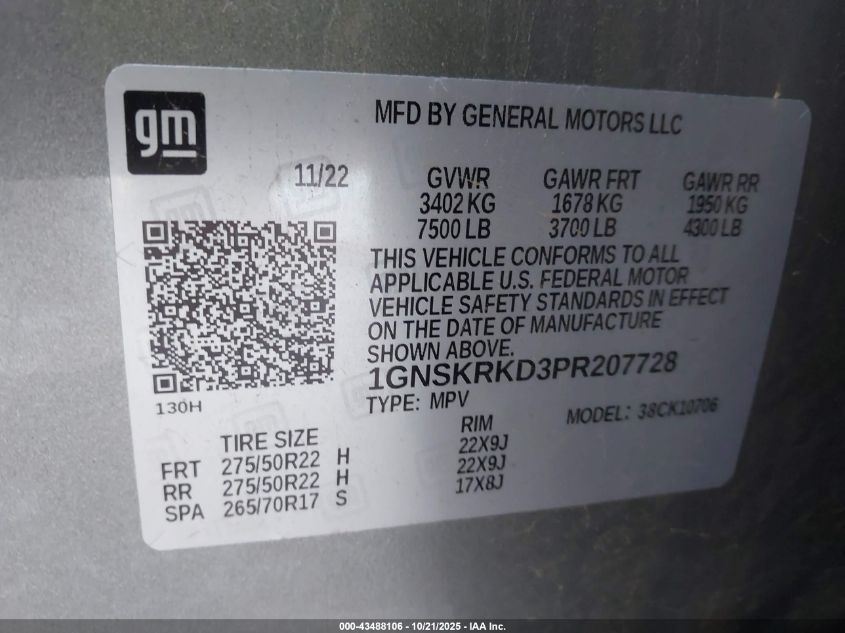 gm
MFD BY GENERAL MOTORS LLC
11/22
GVWR GAWR FRT GAWR RR
3402 KG 1678 KG 1950 KG
7500 LB 3700 LB 4300 LB
THIS VEHICLE CONFORMS TO ALL
APPLICABLE U.S. FEDERAL MOTOR
VEHICLE SAFETY STANDARDS IN EFFECT
ON THE DATE OF MANUFACTURE
SHOWN ABOVE.
1GNSKRKD3PR207728
130H
TYPE: MPV MODEL: 38CK10706
TIRE SIZE RIM
FRT 275/50R22 H 22X9J
RR 275/50R22 H 22X9J
SPA 265/70R17 S 17X8J
000-43488106 - 10/21/2025 - IAA Inc.